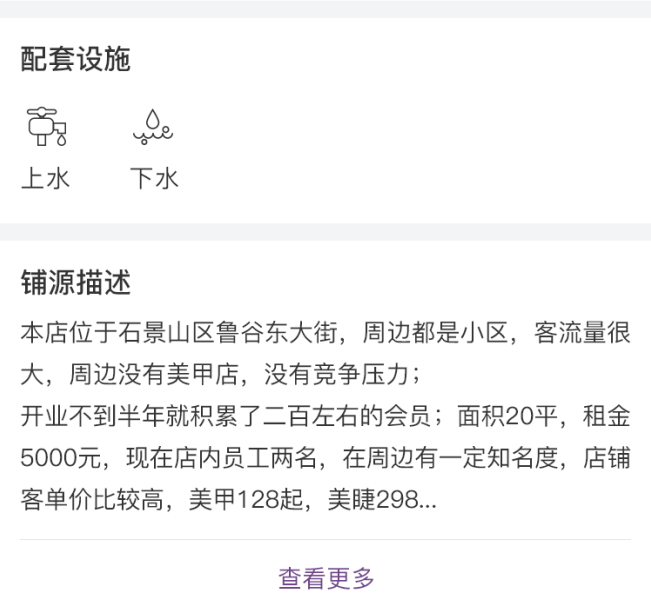 配套设施
上水 下水
铺源描述
本店位于石景山区鲁谷东大街，周边都是小区，客流量很
大，周边没有美甲店，没有竞争压力；
开业不到半年就积累了二百左右的会员；面积20平，租金
5000元，现在店内员工两名，在周边有一定知名度，店铺
客单价比较高，美甲128起，美睫298...
查看更多